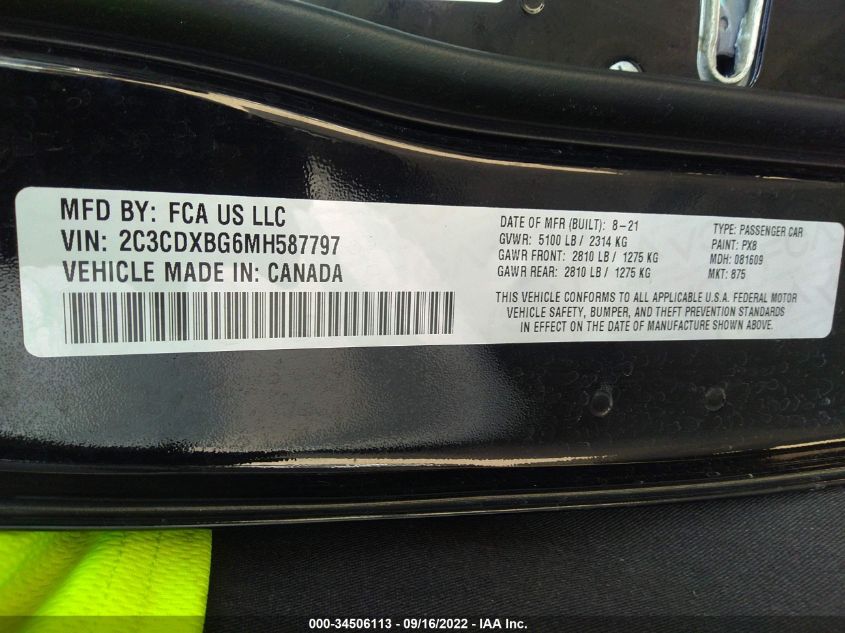 MFD BY: FCA US LLC
VIN: 2C3CDXBG6MH587797
VEHICLE MADE IN: CANADA
DATE OF MFR (BUILT): 8-21
GVWR: 5100 LB / 2314 KG
GAWR FRONT: 2810 LB / 1275 KG
GAWR REAR: 2810 LB / 1275 KG
TYPE: PASSENGER CAR
PAINT: PX8
MDH: 081609
MKT: 875
THIS VEHICLE CONFORMS TO ALL APPLICABLE U.S.A. FEDERAL MOTOR
VEHICLE SAFETY, BUMPER, AND THEFT PREVENTION STANDARDS
IN EFFECT ON THE DATE OF MANUFACTURE SHOWN ABOVE.
000-34506113 - 09/16/2022 - IAA Inc.